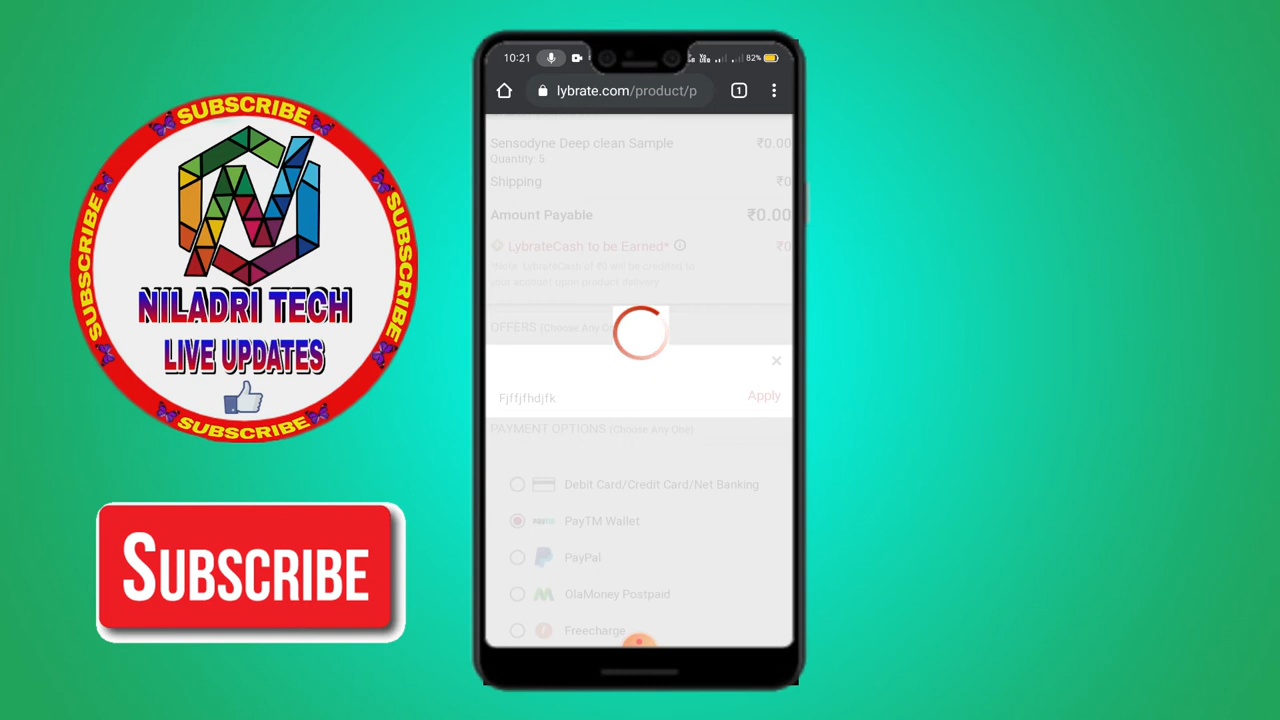 SUBSCRIBE
SUBSCRIBE
SUBSCRIBE
NILADRI TECH
LIVE UPDATES
SUBSCRIBE
SUBSCRIBE
10:21
82%
lybrate.com/product/p
1
Sensodyne Deep clean Sample ₹0.00
Quantity: 5
Shipping ₹0
Amount Payable ₹0.00
LybrateCash to be Earned* ₹0
*Note: LybrateCash of ₹0 will be credited to
your account upon product delivery.
OFFERS (Choose Any
Fjffjfhdjfk Apply
PAYMENT OPTIONS (Choose Any One)
Debit Card/Credit Card/Net Banking
PayTM Wallet
PayPal
OlaMoney Postpaid
Freecharge